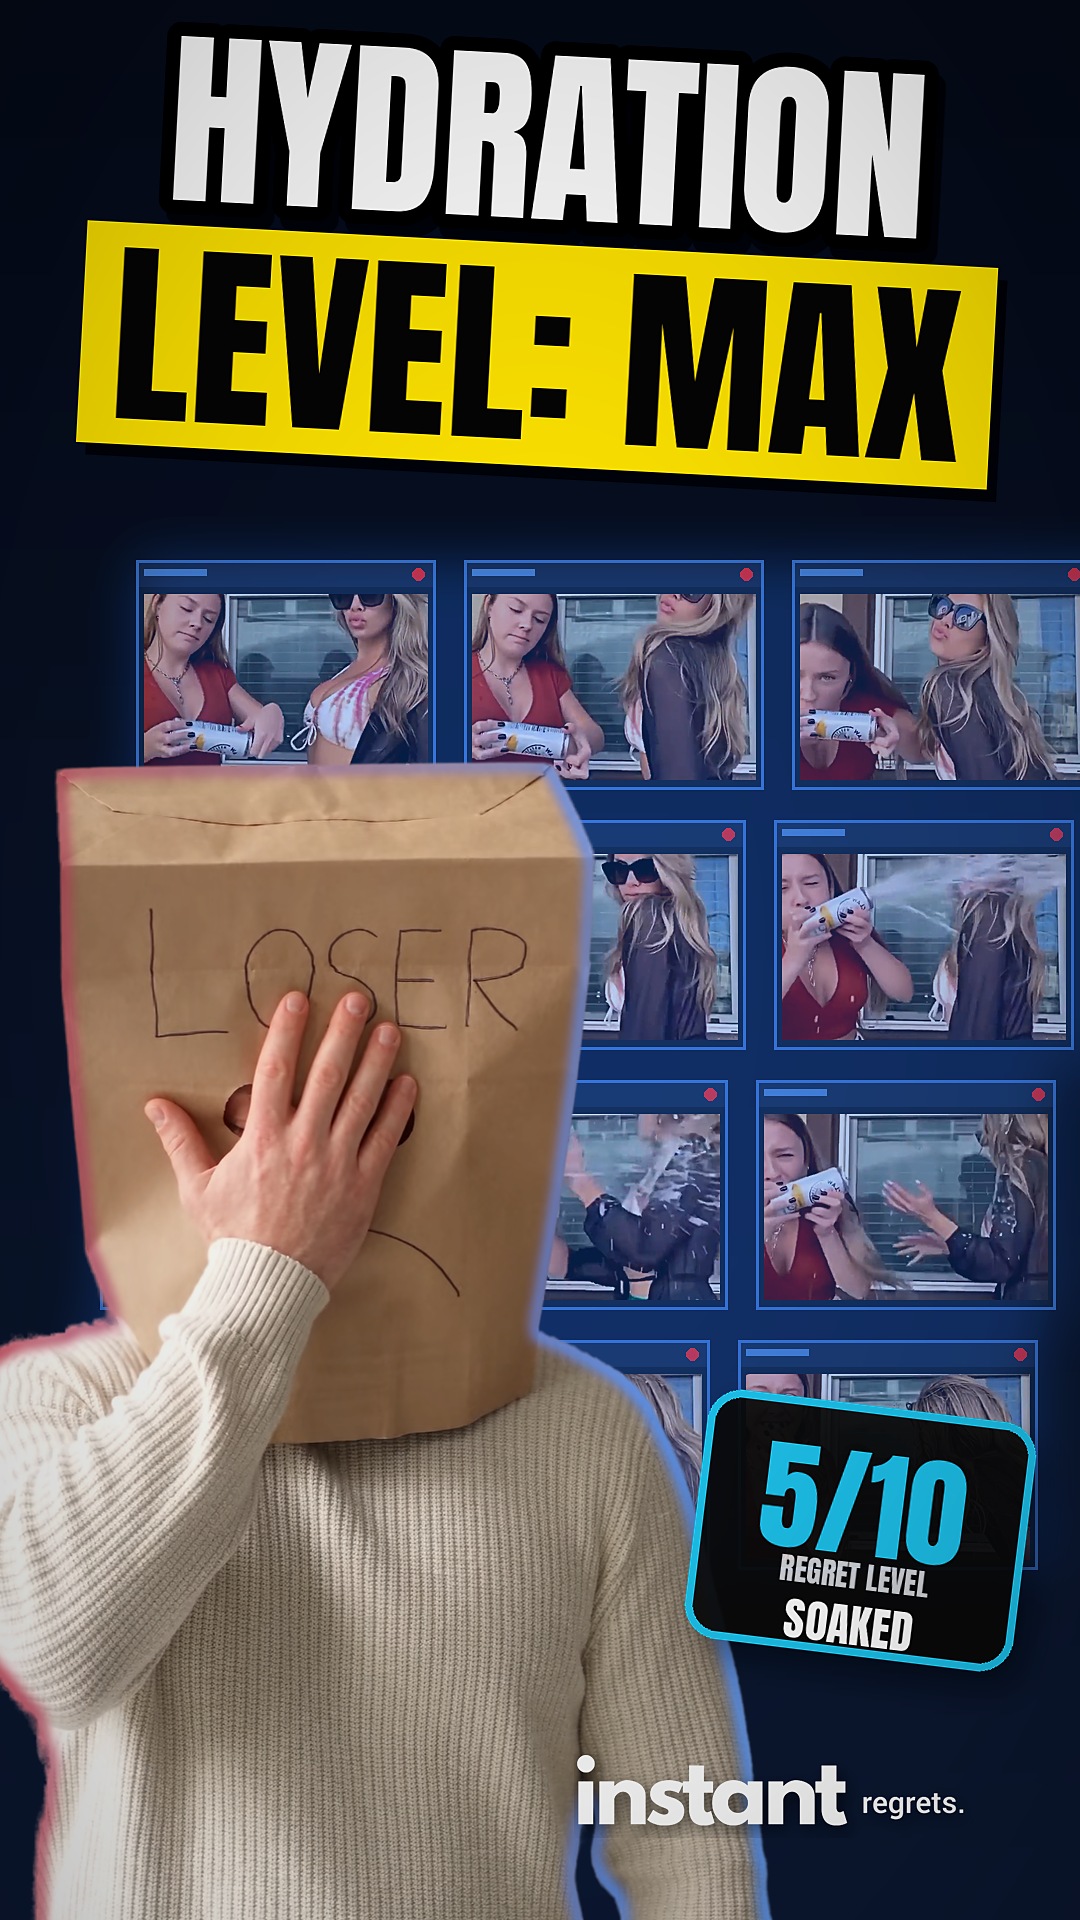 HYDRATION
LEVEL: MAX
LOSER
5/10
REGRET LEVEL
SOAKED
instant regrets.